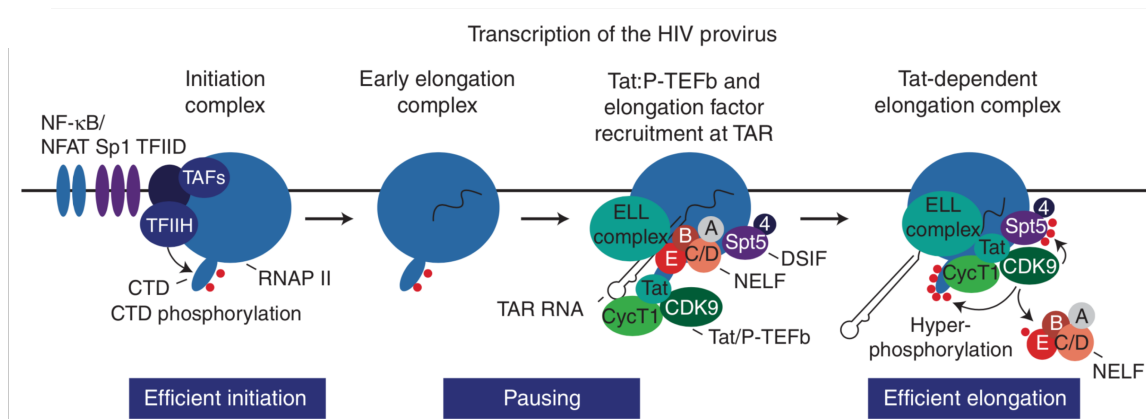 Transcription of the HIV provirus
Initiation
complex
NF-κB/
NFAT Sp1 TFIID
TAFs
TFIIH
CTD
RNAP II
CTD phosphorylation
Efficient initiation
Early elongation
complex
Pausing
Tat:P-TEFb and
elongation factor
recruitment at TAR
ELL
complex
B
A
E
C/D
4
Spt5
DSIF
NELF
TAR RNA
Tat
CycT1
CDK9
Tat/P-TEFb
Tat-dependent
elongation complex
ELL
complex
4
Spt5
Tat
CycT1
CDK9
Hyper-
phosphorylation
B
A
E
C/D
NELF
Efficient elongation